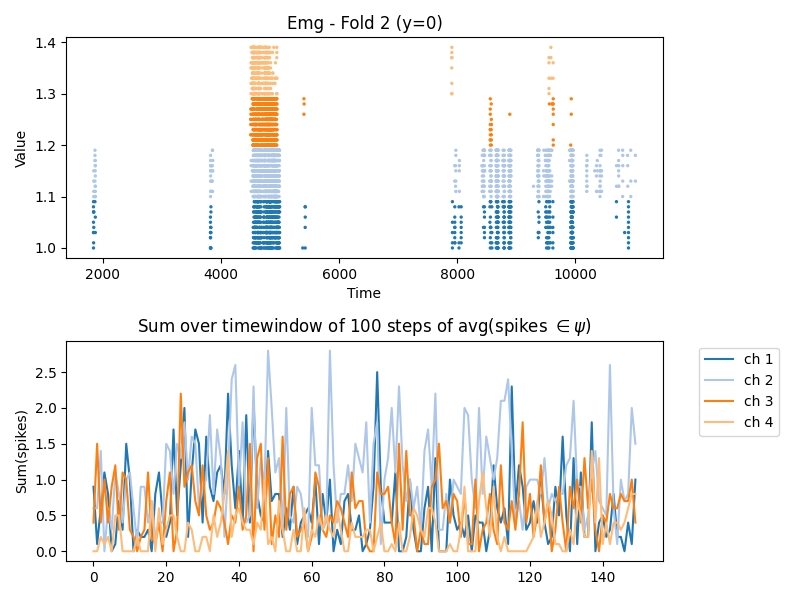 Emg - Fold 2 (y=0)
1.4
1.3
1.2
1.1
1.0
Value
2000 4000 6000 8000 10000
Time
Sum over timewindow of 100 steps of avg(spikes ∈ ψ)
2.5
2.0
1.5
1.0
0.5
0.0
Sum(spikes)
0 20 40 60 80 100 120 140
ch 1
ch 2
ch 3
ch 4